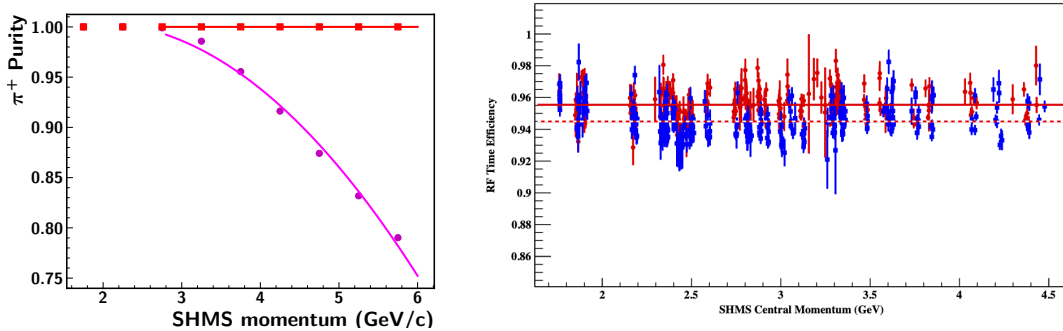 π+ Purity
1.00
0.95
0.90
0.85
0.80
0.75
2 3 4 5 6
SHMS momentum (GeV/c)
RF Time Efficiency
1
0.98
0.96
0.94
0.92
0.9
0.88
0.86
2 2.5 3 3.5 4 4.5
SHMS Central Momentum (GeV)